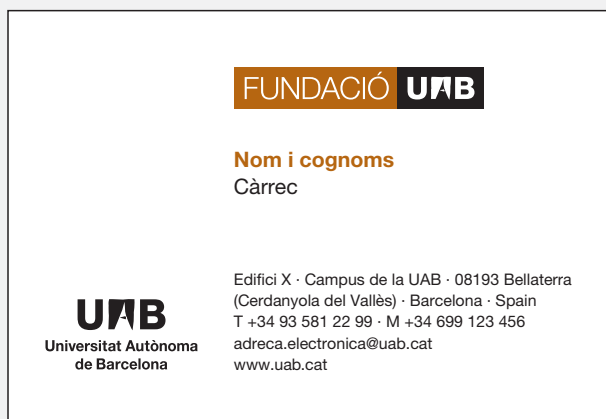 FUNDACIÓ UAB
Nom i cognoms
Càrrec
Edifici X · Campus de la UAB · 08193 Bellaterra
(Cerdanyola del Vallès) · Barcelona · Spain
T +34 93 581 22 99 · M +34 699 123 456
adreca.electronica@uab.cat
www.uab.cat
UAB
Universitat Autònoma
de Barcelona